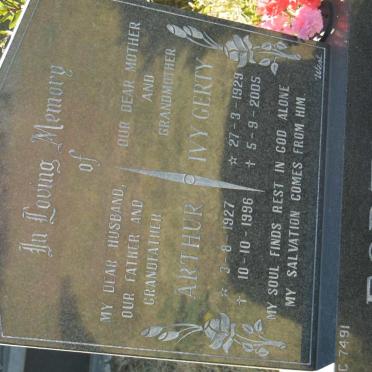 In Loving Memory
of
MY DEAR HUSBAND,
OUR FATHER AND
GRANDFATHER
ARTHUR
☆ 3-8-1927
✝ 10-10-1996
OUR DEAR MOTHER
AND
GRANDMOTHER
IVY GERTY
☆ 27-3-1929
✝ 5-9-2005
MY SOUL FINDS REST IN GOD ALONE
MY SALVATION COMES FROM HIM
C 7491